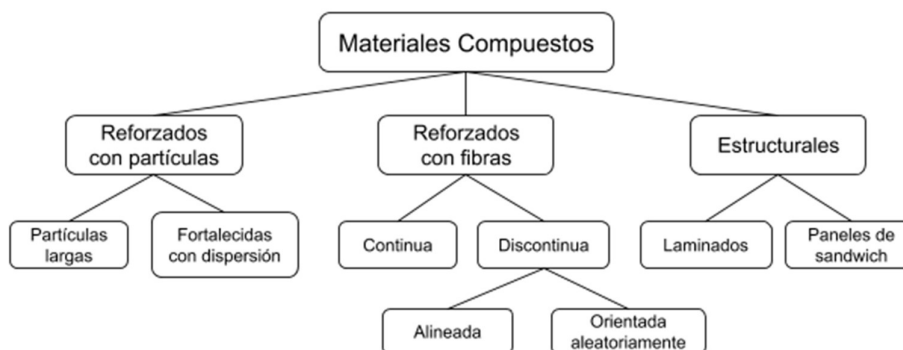 Materiales Compuestos
Reforzados
con partículas
Reforzados
con fibras
Estructurales
Partículas
largas
Fortalecidas
con dispersión
Continua
Discontinua
Laminados
Paneles de
sandwich
Alineada
Orientada
aleatoriamente